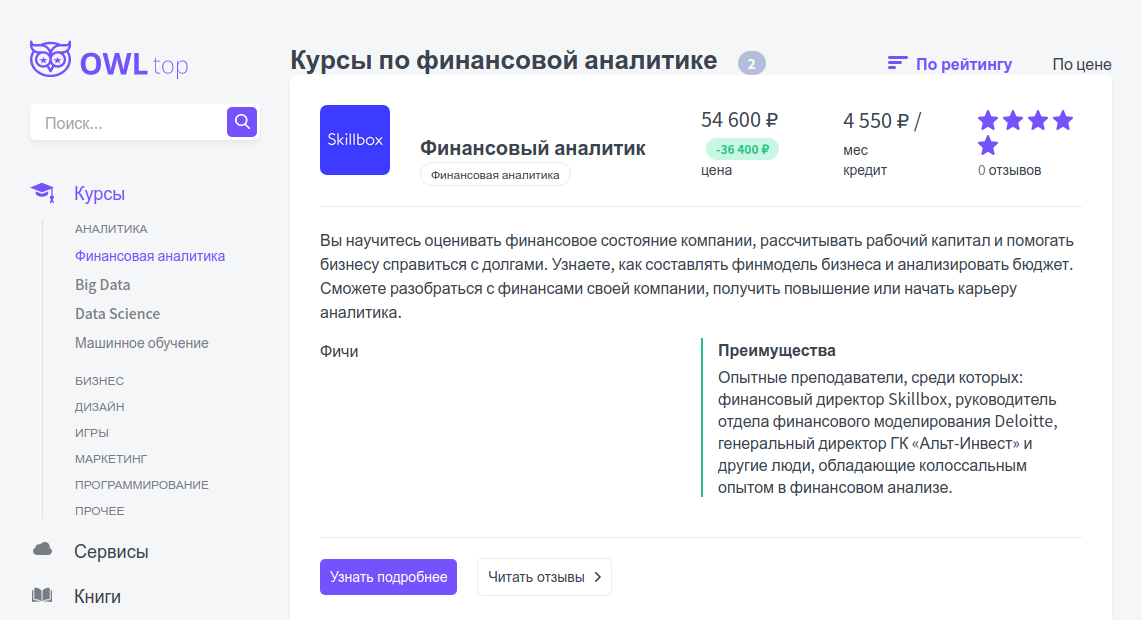 OWL top
Поиск...
Курсы
АНАЛИТИКА
Финансовая аналитика
Big Data
Data Science
Машинное обучение
БИЗНЕС
ДИЗАЙН
ИГРЫ
МАРКЕТИНГ
ПРОГРАММИРОВАНИЕ
ПРОЧЕЕ
Сервисы
Книги
Курсы по финансовой аналитике 2
По рейтингу По цене
Skillbox
Финансовый аналитик
Финансовая аналитика
54 600 ₽
-36 400 ₽
цена
4 550 ₽ /
мес
кредит
0 отзывов
Вы научитесь оценивать финансовое состояние компании, рассчитывать рабочий капитал и помогать
бизнесу справиться с долгами. Узнаете, как составлять финмодель бизнеса и анализировать бюджет.
Сможете разобраться с финансами своей компании, получить повышение или начать карьеру
аналитика.
Фичи
Преимущества
Опытные преподаватели, среди которых:
финансовый директор Skillbox, руководитель
отдела финансового моделирования Deloitte,
генеральный директор ГК «Альт-Инвест» и
другие люди, обладающие колоссальным
опытом в финансовом анализе.
Узнать подробнее
Читать отзывы